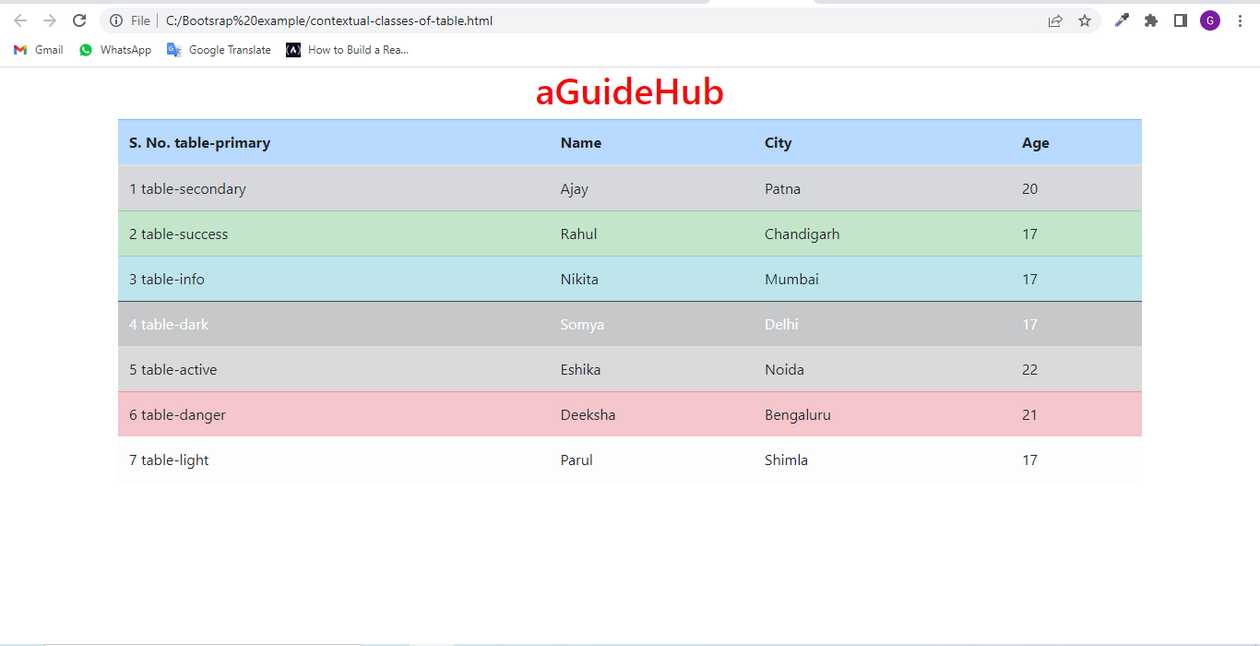 File C:/Bootsrap%20example/contextual-classes-of-table.html G
Gmail WhatsApp Google Translate How to Build a Rea...
aGuideHub
S. No. table-primary Name City Age
1 table-secondary Ajay Patna 20
2 table-success Rahul Chandigarh 17
3 table-info Nikita Mumbai 17
4 table-dark Somya Delhi 17
5 table-active Eshika Noida 22
6 table-danger Deeksha Bengaluru 21
7 table-light Parul Shimla 17